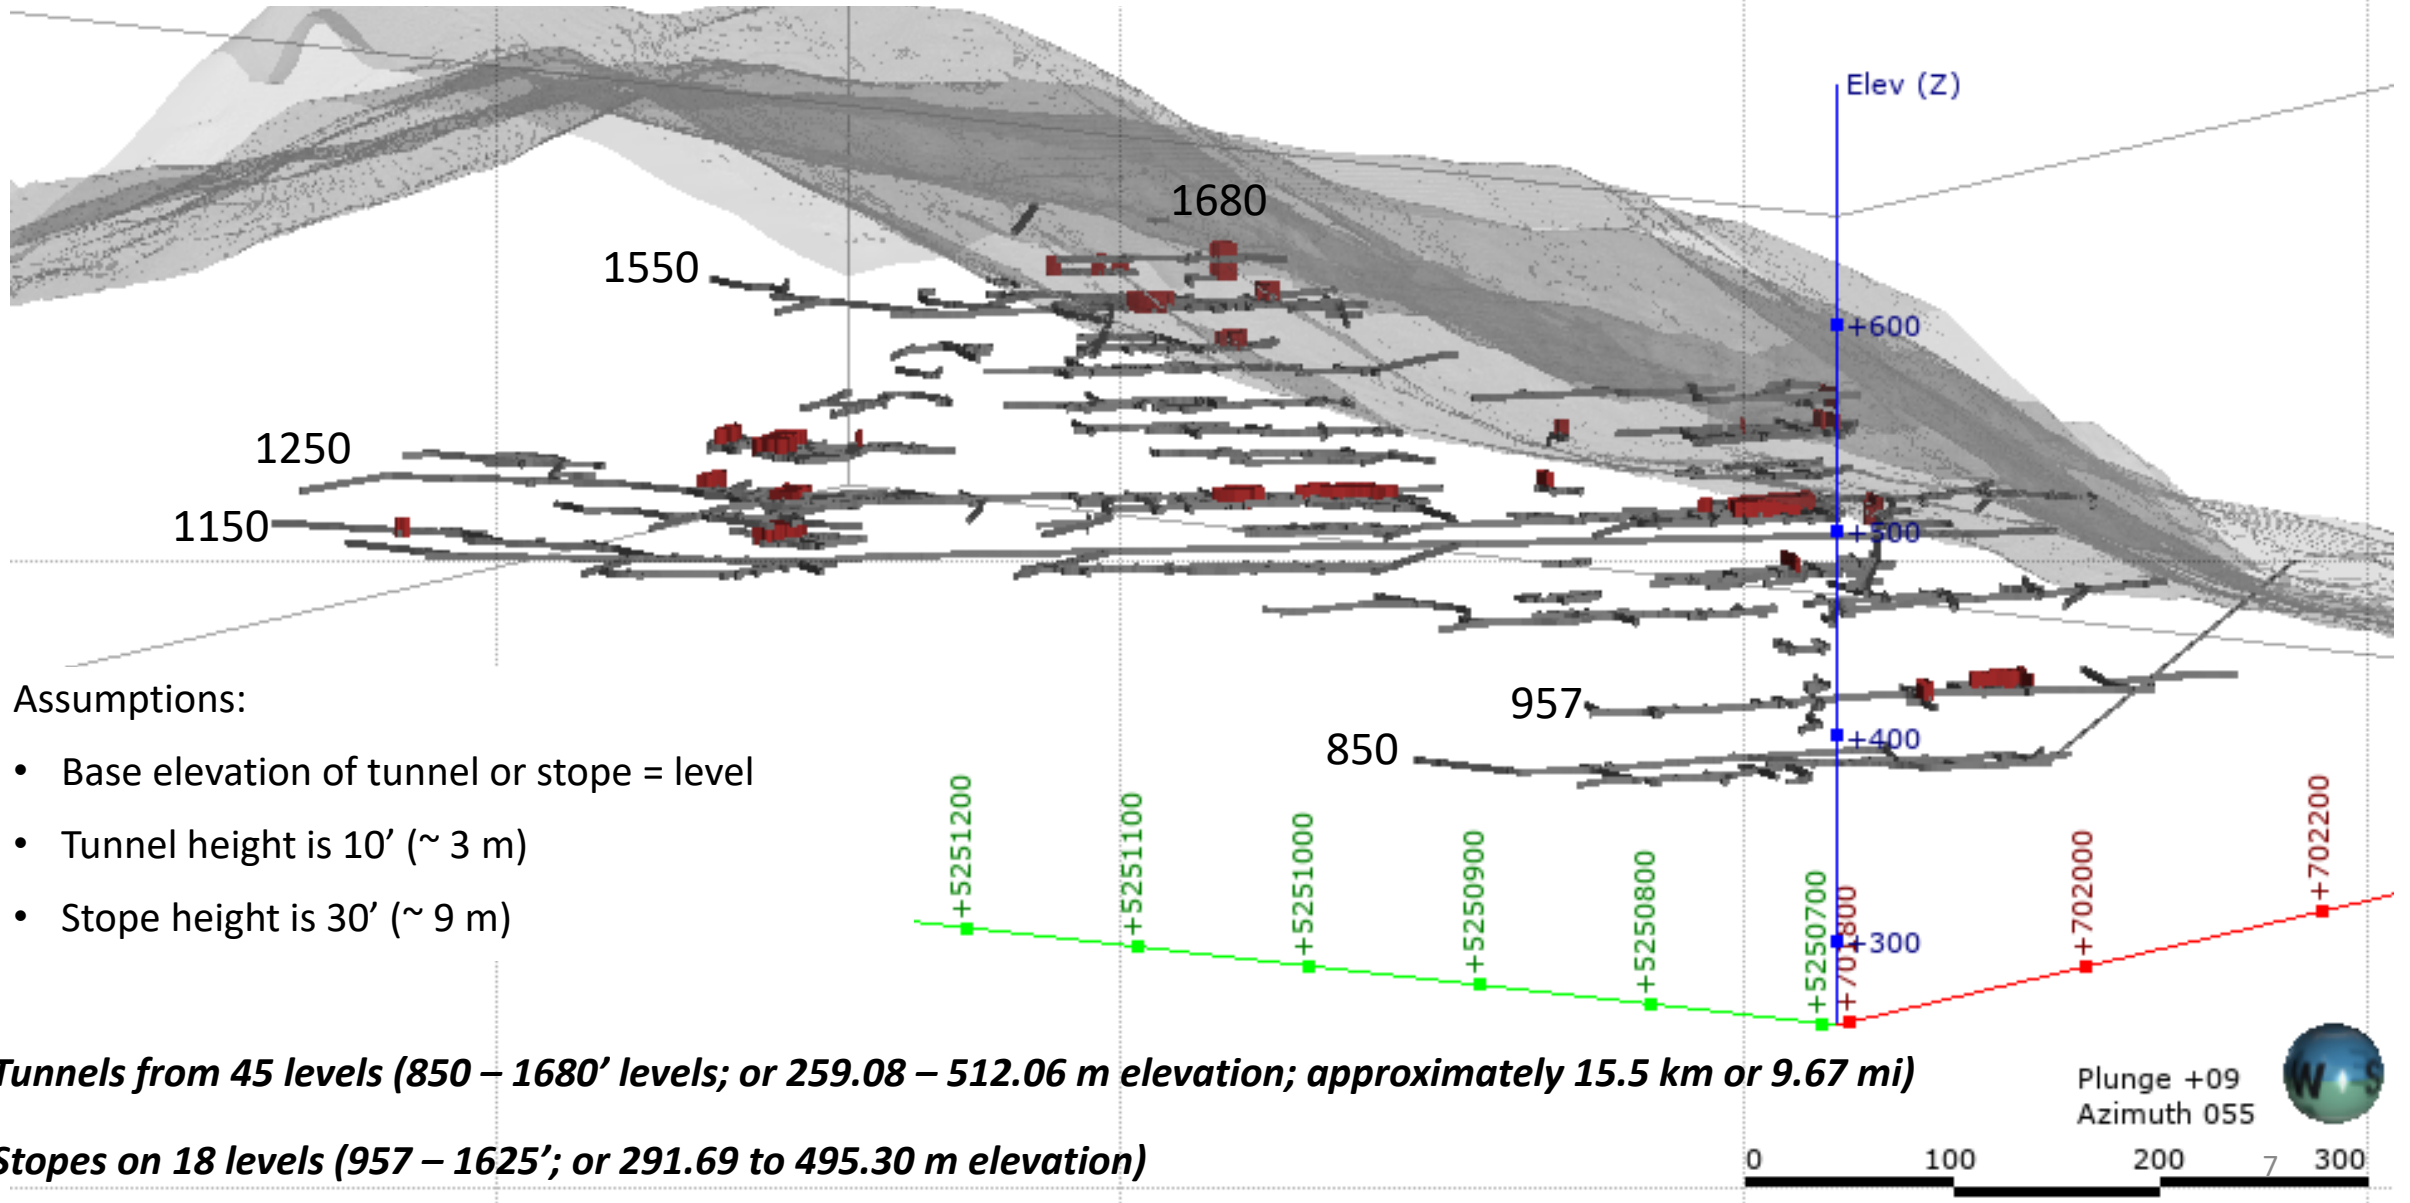 Elev (Z)
1680
1550
+600
1250
1150
+500
957
850
+400
Assumptions:
• Base elevation of tunnel or stope = level
• Tunnel height is 10’ (~ 3 m)
• Stope height is 30’ (~ 9 m)
+5251200
+5251100
+5251000
+5250900
+5250800
+5250700
+701800
+702000
+702200
+300
Tunnels from 45 levels (850 – 1680’ levels; or 259.08 – 512.06 m elevation; approximately 15.5 km or 9.67 mi)
Plunge +09
Azimuth 055
W S
Stopes on 18 levels (957 – 1625’; or 291.69 to 495.30 m elevation)
0 100 200 300
7